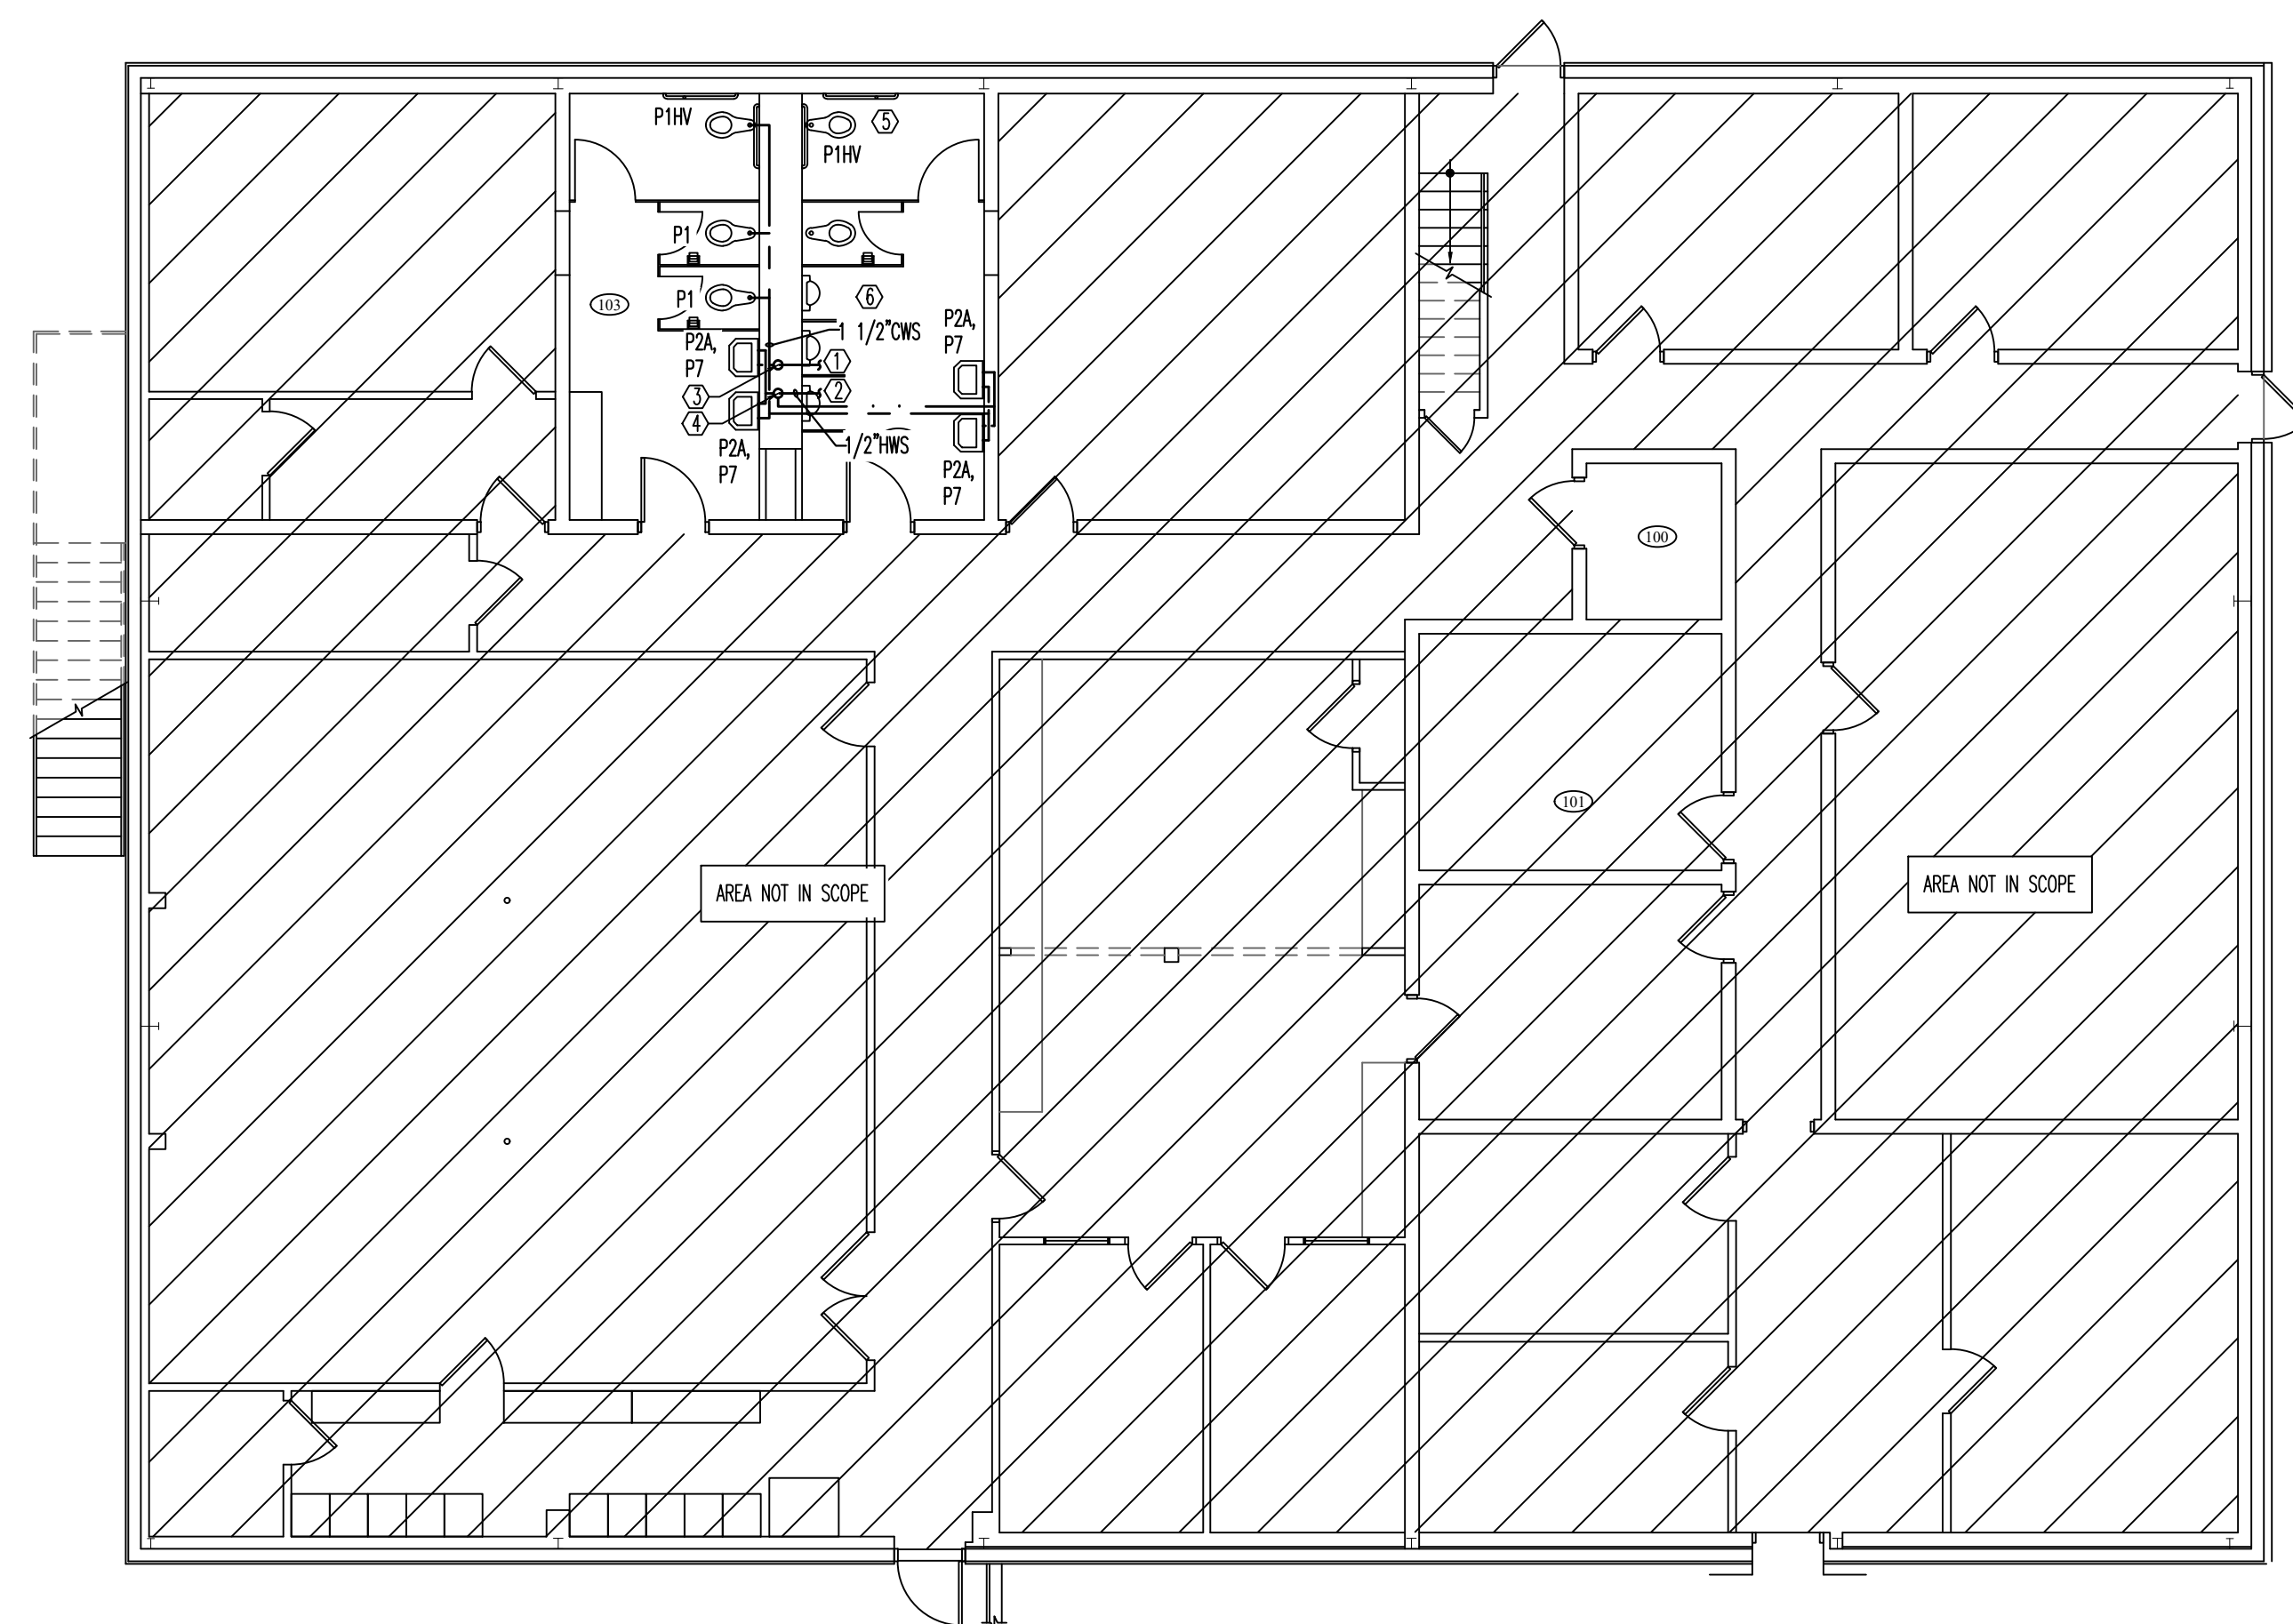 P1HV
5
P1HV
P1
P1
6
103
1 1/2"CWS
P2A,
P7
P2A,
P7
1
2
3
4
1/2"HWS
P2A,
P7
P2A,
P7
100
101
AREA NOT IN SCOPE
AREA NOT IN SCOPE